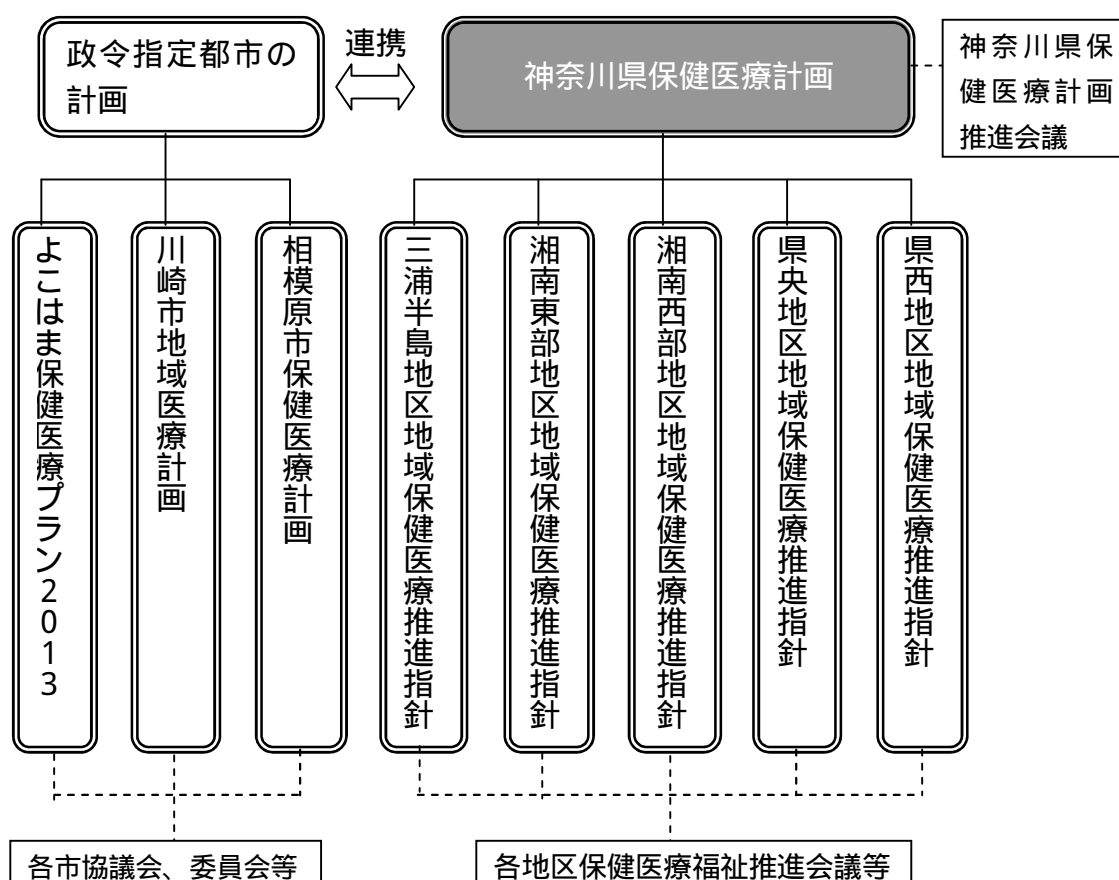 政令指定都市の
計画
連携
神奈川県保健医療計画
神奈川県保
健医療計画
推進会議
よこはま保健医療プラン2013
川崎市地域医療計画
相模原市保健医療計画
三浦半島地区地域保健医療推進指針
湘南東部地区地域保健医療推進指針
湘南西部地区地域保健医療推進指針
県央地区地域保健医療推進指針
県西地区地域保健医療推進指針
各市協議会、委員会等
各地区保健医療福祉推進会議等